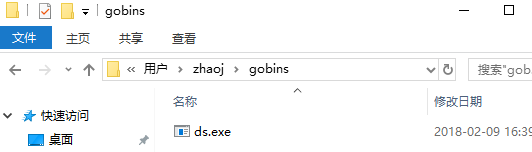 gobins
文件 主页 共享 查看
« 用户 > zhaoj > gobins 搜索"gob
名称 修改日期
快速访问
ds.exe 2018-02-09 16:39
桌面